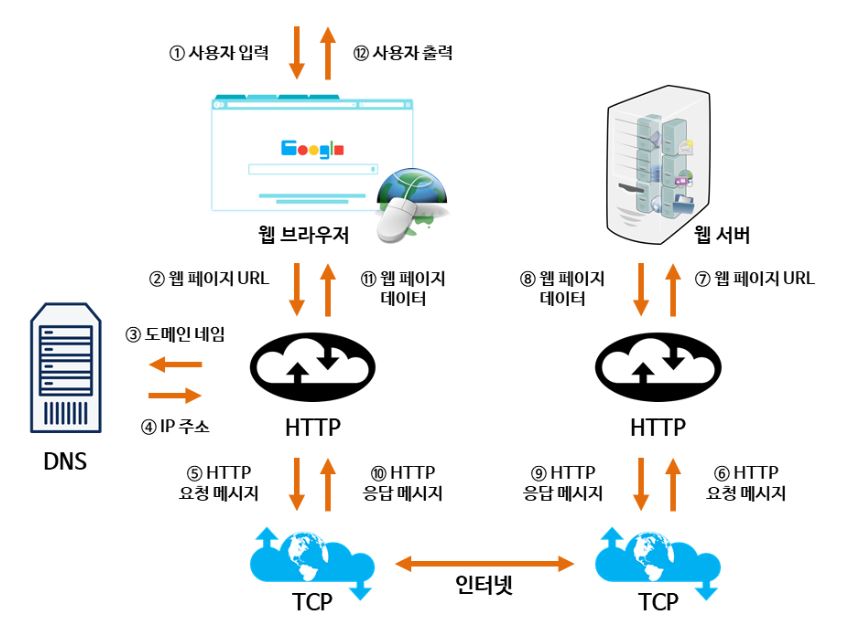 ① 사용자 입력
⑫ 사용자 출력
Google
웹 브라우저
웹 서버
② 웹 페이지 URL
⑪ 웹 페이지
데이터
⑧ 웹 페이지
데이터
⑦ 웹 페이지 URL
③ 도메인 네임
④ IP 주소
DNS
HTTP
HTTP
⑤ HTTP
요청 메시지
⑩ HTTP
응답 메시지
⑨ HTTP
응답 메시지
⑥ HTTP
요청 메시지
인터넷
TCP
TCP